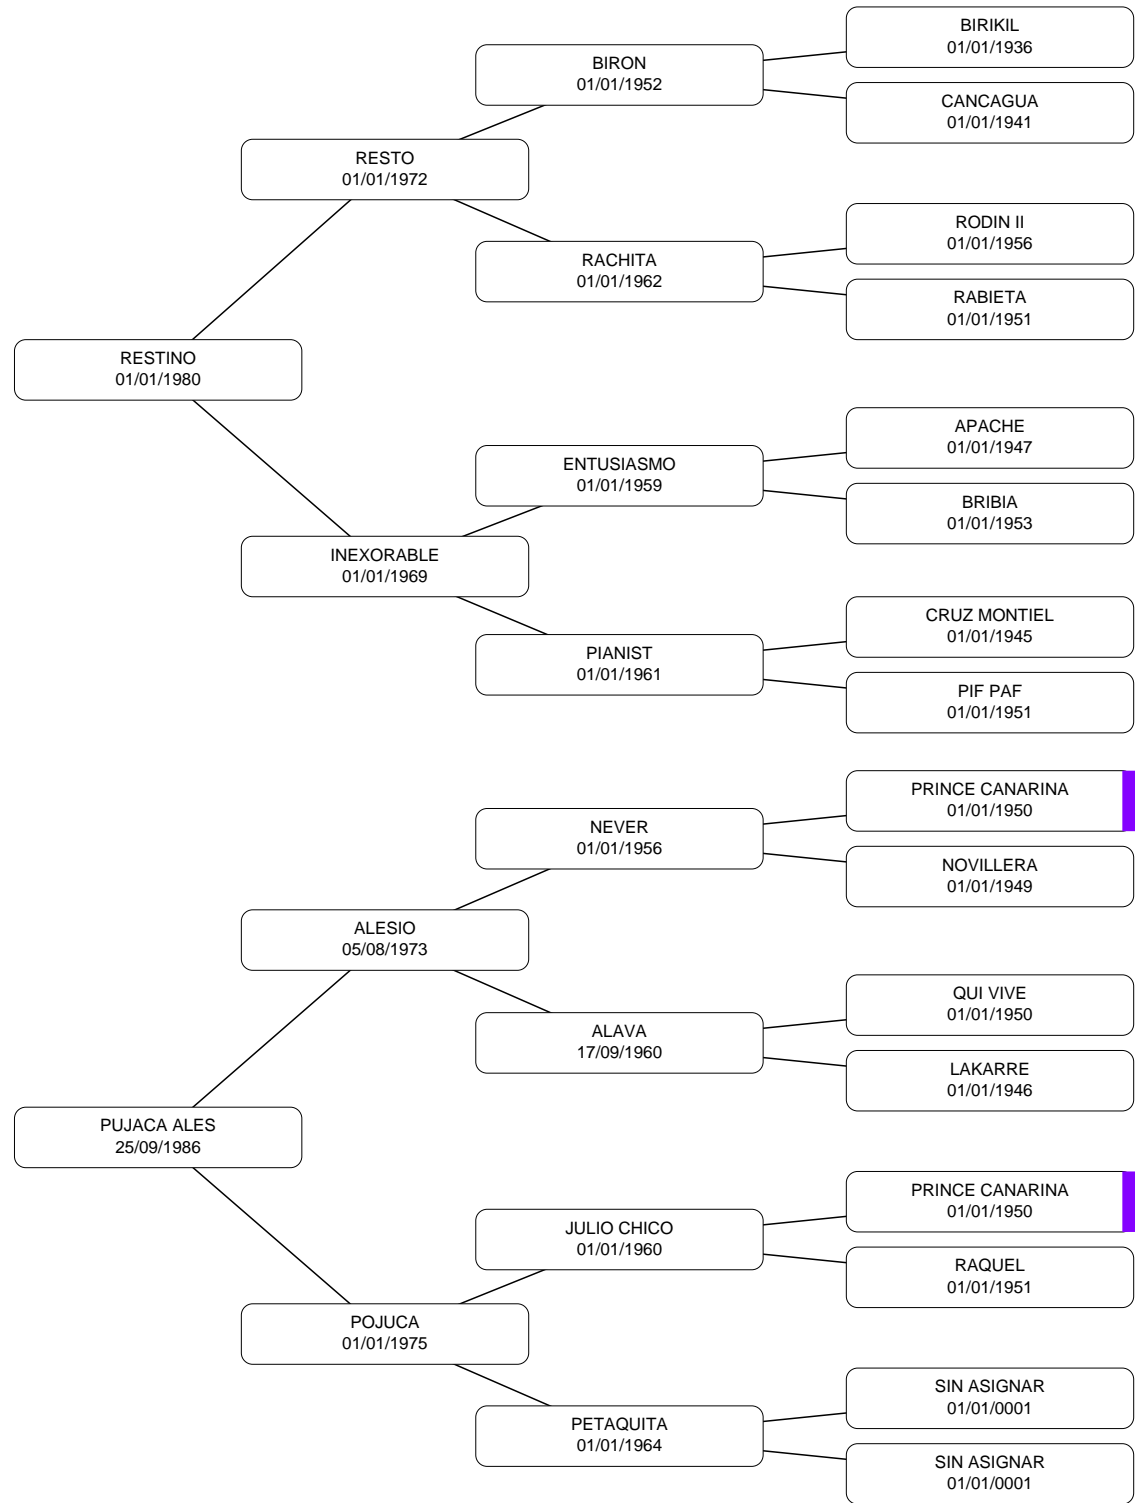 BIRIKIL
01/01/1936
BIRON
01/01/1952
CANCAGUA
01/01/1941
RESTO
01/01/1972
RODIN II
01/01/1956
RACHITA
01/01/1962
RABIETA
01/01/1951
RESTINO
01/01/1980
APACHE
01/01/1947
ENTUSIASMO
01/01/1959
BRIBIA
01/01/1953
INEXORABLE
01/01/1969
CRUZ MONTIEL
01/01/1945
PIANIST
01/01/1961
PIF PAF
01/01/1951
PRINCE CANARINA
01/01/1950
NEVER
01/01/1956
NOVILLERA
01/01/1949
ALESIO
05/08/1973
QUI VIVE
01/01/1950
ALAVA
17/09/1960
LAKARRE
01/01/1946
PUJACA ALES
25/09/1986
PRINCE CANARINA
01/01/1950
JULIO CHICO
01/01/1960
RAQUEL
01/01/1951
POJUCA
01/01/1975
SIN ASIGNAR
01/01/0001
PETAQUITA
01/01/1964
SIN ASIGNAR
01/01/0001